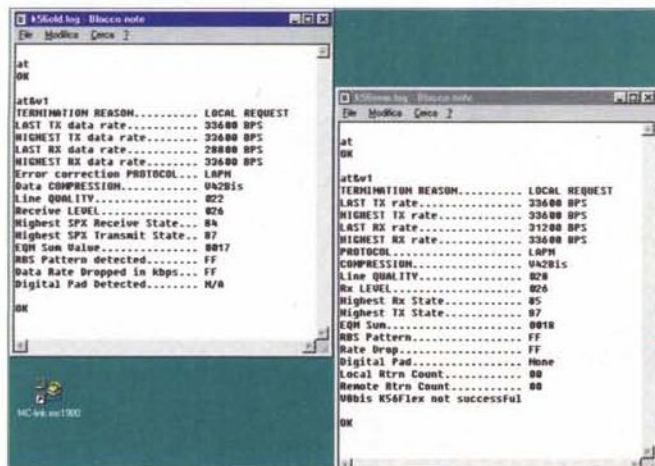 k56old.log - Blocco note
File Modifica Cerca ?
at
OK
at&v1
TERMINATION REASON.......... LOCAL REQUEST
LAST TX data rate........... 33600 BPS
HIGHEST TX data rate........ 33600 BPS
LAST RX data rate........... 28800 BPS
HIGHEST RX data rate........ 33600 BPS
Error correction PROTOCOL... LAPM
Data COMPRESSION............ V42Bis
Line QUALITY................ 022
Receive LEVEL............... 026
Highest SPX Receive State... 84
Highest SPX Transmit State.. 87
EQM Sum Value............... 0017
RBS Pattern detected........ FF
Data Rate Dropped in kbps... FF
Digital Pad Detected........ N/A
OK
- Blocco note
File Modifica Cerca ?
at
OK
at&v1
TERMINATION REASON.......... LOCAL REQUEST
LAST TX rate................ 33600 BPS
HIGHEST TX rate............. 33600 BPS
LAST RX rate................ 31200 BPS
HIGHEST RX rate............. 33600 BPS
PROTOCOL.................... LAPM
COMPRESSION................. V42Bis
Line QUALITY................ 028
Rx LEVEL.................... 026
Highest Rx State............ 85
Highest TX State............ 87
EQM Sum..................... 0018
RBS Pattern................. FF
Rate Drop................... FF
Digital Pad................. None
Local Rtrn Count............ 00
Remote Rtrn Count........... 00
V8bis K56Flex not successful
OK